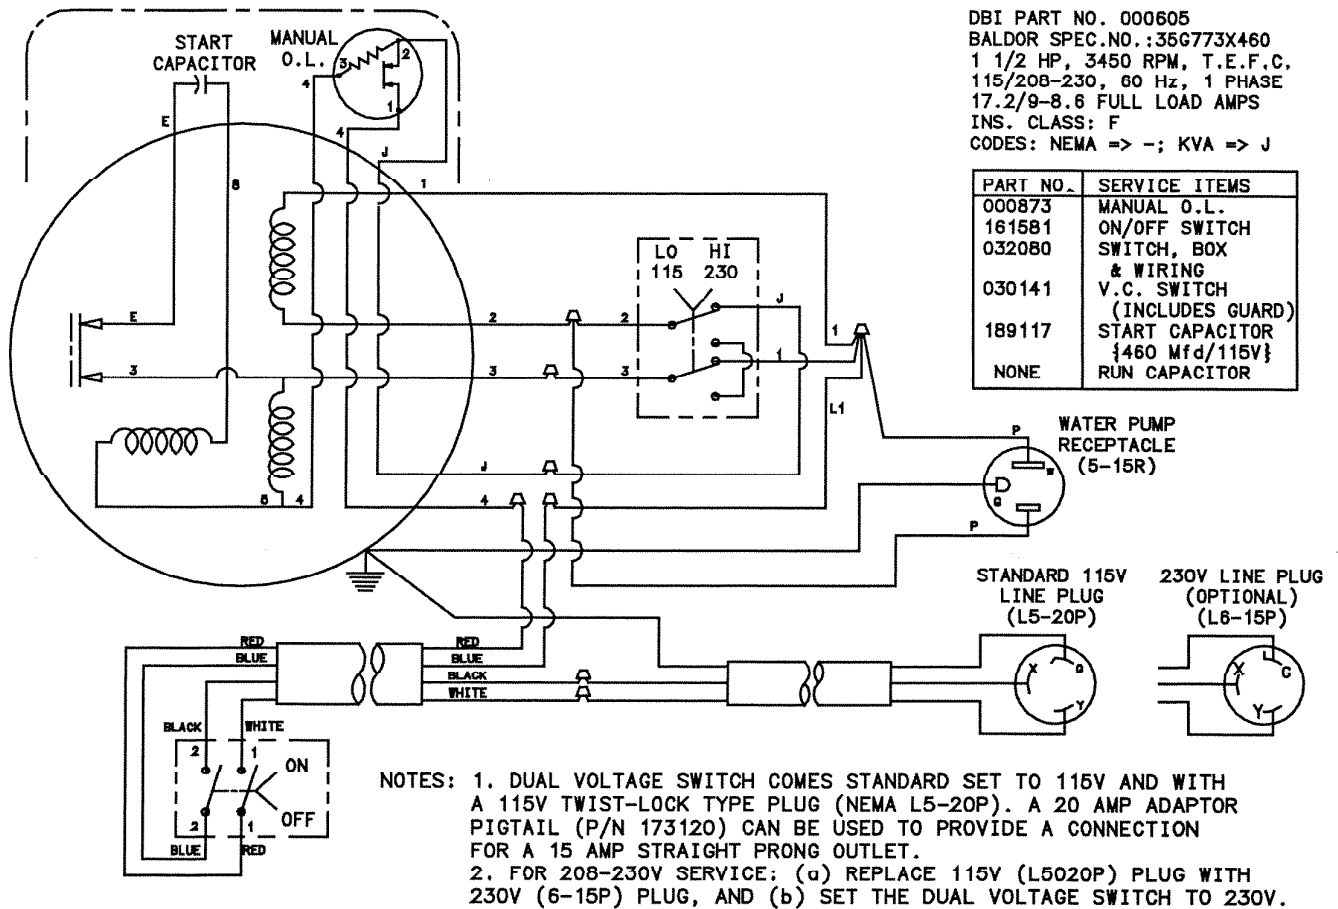 DBI PART NO. 000605
BALDOR SPEC.NO.:35G773X460
1 1/2 HP, 3450 RPM, T.E.F.C.
115/208-230, 60 Hz, 1 PHASE
17.2/9-8.6 FULL LOAD AMPS
INS. CLASS: F
CODES: NEMA => -; KVA => J
START
CAPACITOR
MANUAL
O.L.
3
2
4
1
E
4
J
8
1
PART NO. SERVICE ITEMS
000873 MANUAL O.L.
161581 ON/OFF SWITCH
032080 SWITCH, BOX
& WIRING
030141 V.C. SWITCH
(INCLUDES GUARD)
189117 START CAPACITOR
{460 Mfd/115V}
NONE RUN CAPACITOR
LO HI
115 230
J
E
2
2
1
3
3
3
1
L1
WATER PUMP
RECEPTACLE
(5-15R)
P
W
G
P
J
8 4
4
STANDARD 115V
LINE PLUG
(L5-20P)
230V LINE PLUG
(OPTIONAL)
(L6-15P)
X G
Y
X G
Y
RED
BLUE
RED
BLUE
BLACK
WHITE
BLACK
WHITE
2 1
ON
OFF
2 1
BLUE
RED
NOTES: 1. DUAL VOLTAGE SWITCH COMES STANDARD SET TO 115V AND WITH
A 115V TWIST-LOCK TYPE PLUG (NEMA L5-20P). A 20 AMP ADAPTOR
PIGTAIL (P/N 173120) CAN BE USED TO PROVIDE A CONNECTION
FOR A 15 AMP STRAIGHT PRONG OUTLET.
2. FOR 208-230V SERVICE: (a) REPLACE 115V (L5020P) PLUG WITH
230V (6-15P) PLUG, AND (b) SET THE DUAL VOLTAGE SWITCH TO 230V.